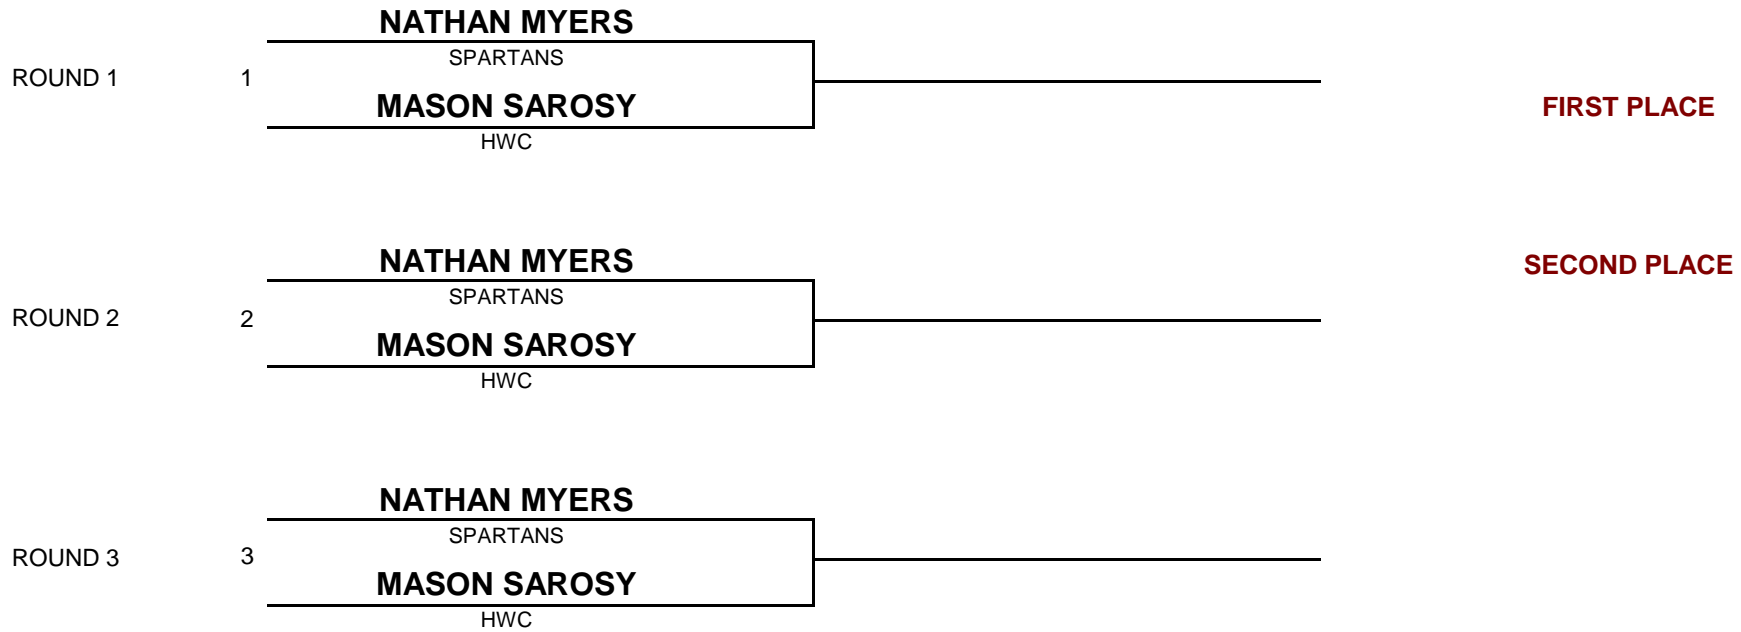 NATHAN MYERS
SPARTANS
ROUND 1
1
MASON SAROSY
HWC
FIRST PLACE
NATHAN MYERS
SECOND PLACE
SPARTANS
ROUND 2
2
MASON SAROSY
HWC
NATHAN MYERS
SPARTANS
ROUND 3
3
MASON SAROSY
HWC